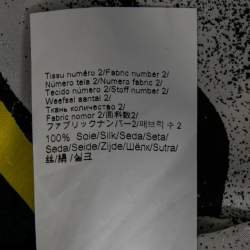 Tissu numéro 2/Fabric number 2/
Número tela 2/Numero fabric 2/
Tecido número 2/Stoff number 2/
Weefsel aantal 2/
Ткань количество 2/
Fabric nomor 2/面料数2/
ファブリックナンバー2/패브릭 수 2
100% Soie/Silk/Seda/Seta/
Seda/Seide/Zijde/Шёлк/Sutra/
丝/絹 /실크